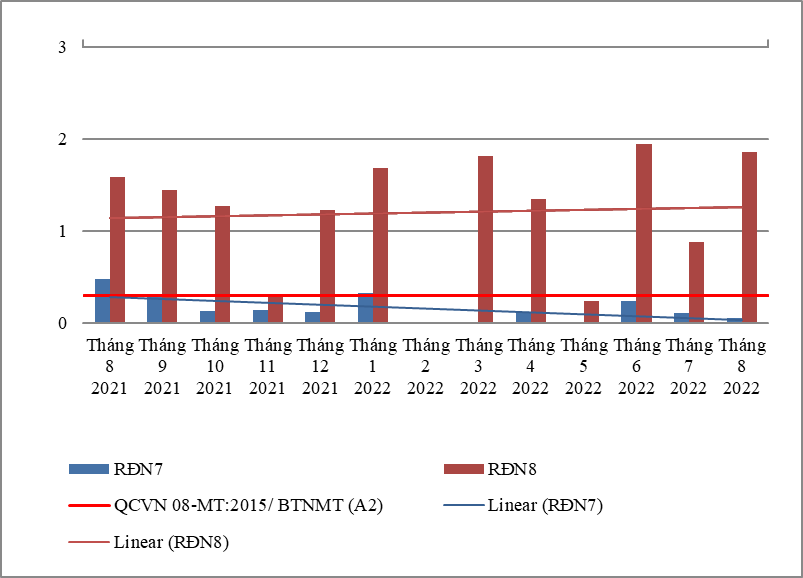 3
2
1
0
Tháng Tháng Tháng Tháng Tháng Tháng Tháng Tháng Tháng Tháng Tháng Tháng Tháng
8 9 10 11 12 1 2 3 4 5 6 7 8
2021 2021 2021 2021 2021 2022 2022 2022 2022 2022 2022 2022 2022
RĐN7 RĐN8
QCVN 08-MT:2015/ BTNMT (A2) Linear (RĐN7)
Linear (RĐN8)